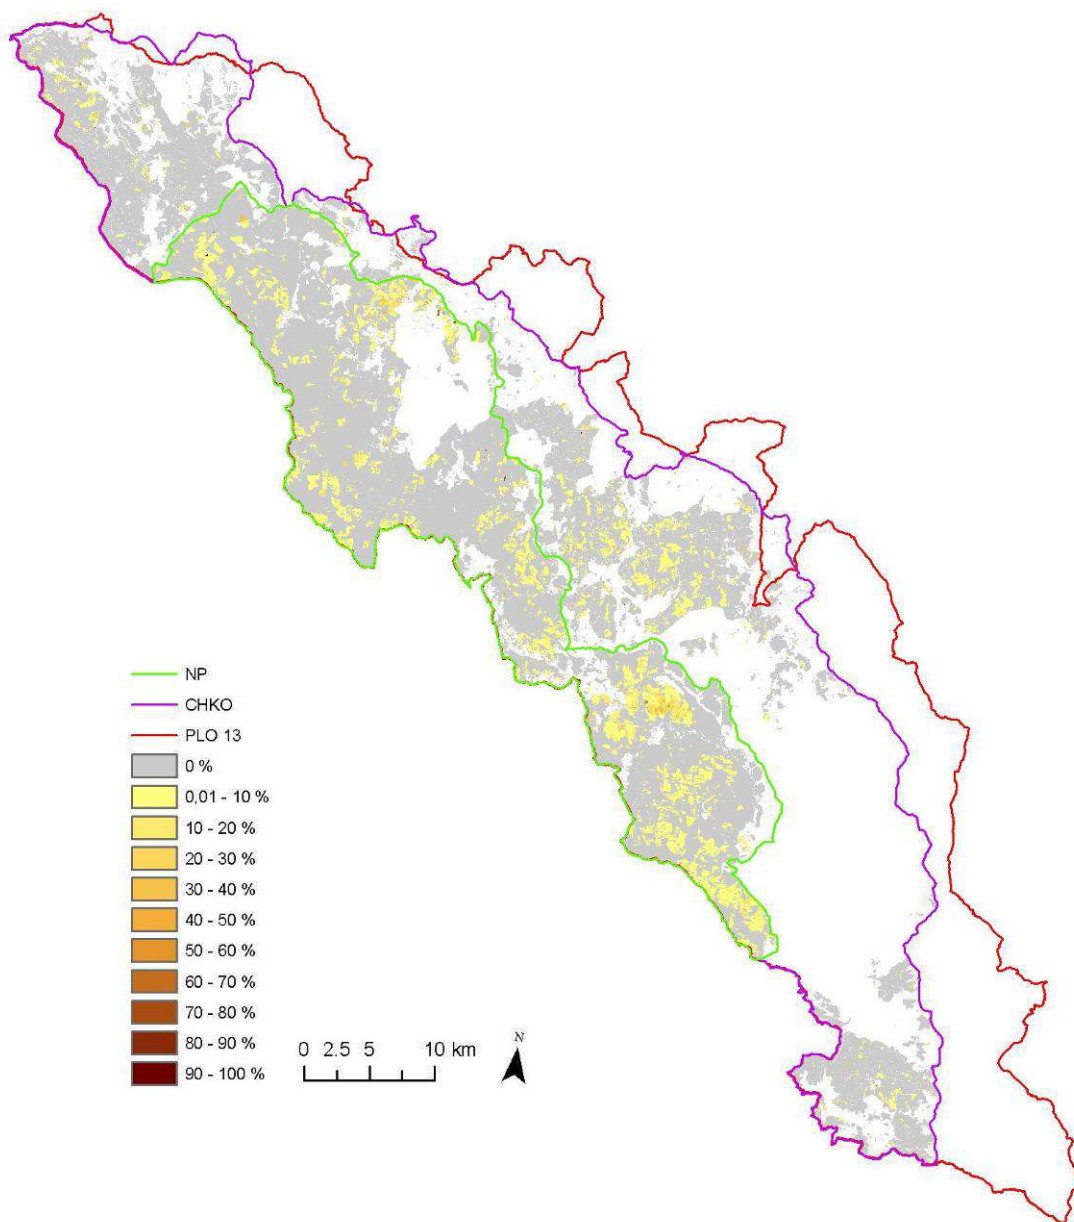 NP
CHKO
PLO 13
0 %
0,01 - 10 %
10 - 20 %
20 - 30 %
30 - 40 %
40 - 50 %
50 - 60 %
60 - 70 %
70 - 80 %
80 - 90 %
90 - 100 %
0 2.5 5 10 km
N